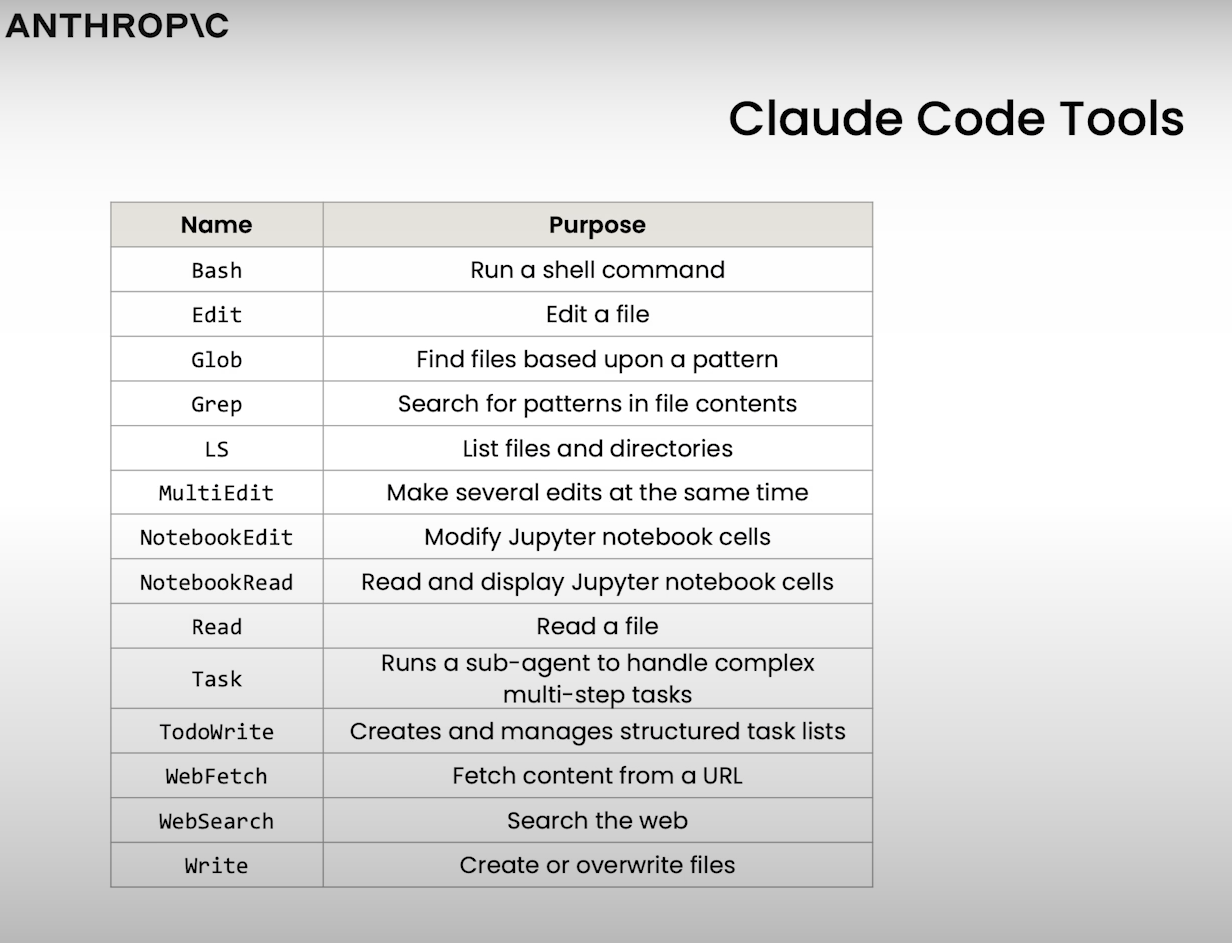 ANTHROP\C
Claude Code Tools
Name Purpose
Bash Run a shell command
Edit Edit a file
Glob Find files based upon a pattern
Grep Search for patterns in file contents
LS List files and directories
MultiEdit Make several edits at the same time
NotebookEdit Modify Jupyter notebook cells
NotebookRead Read and display Jupyter notebook cells
Read Read a file
Task Runs a sub-agent to handle complex
multi-step tasks
TodoWrite Creates and manages structured task lists
WebFetch Fetch content from a URL
WebSearch Search the web
Write Create or overwrite files